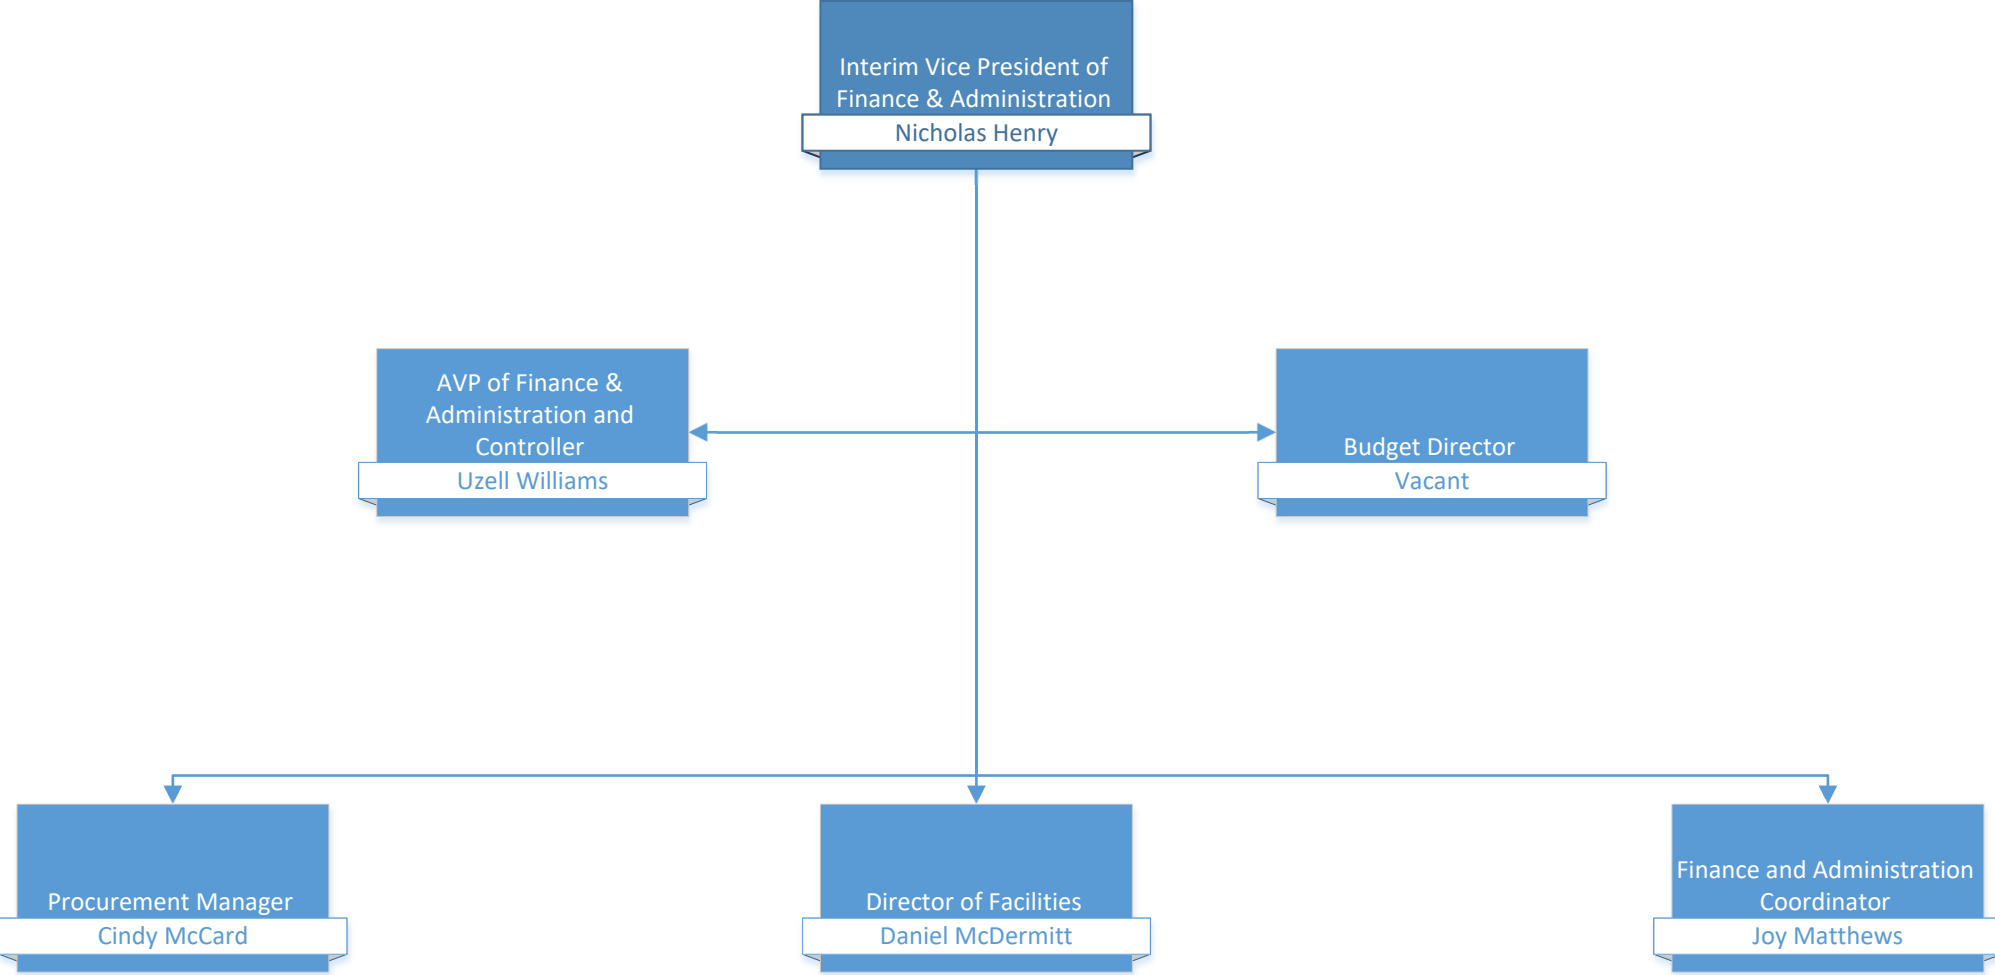 Interim Vice President of
Finance & Administration
Nicholas Henry
AVP of Finance &
Administration and
Controller
Uzell Williams
Budget Director
Vacant
Procurement Manager
Cindy McCard
Director of Facilities
Daniel McDermitt
Finance and Administration
Coordinator
Joy Matthews